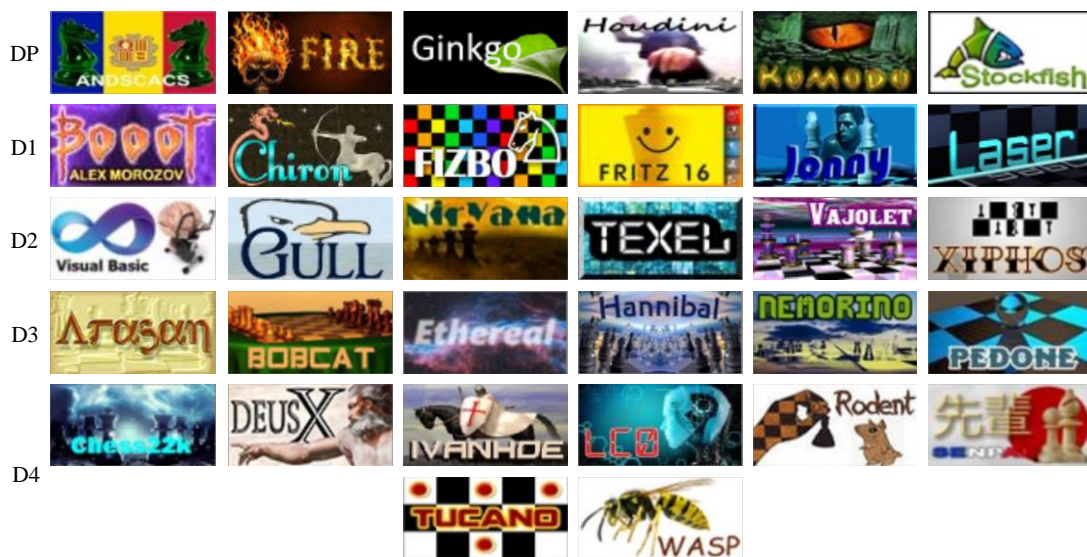 DP
ANDSCACS
FIRE
Ginkgo
Houdini
KOMODO
Stockfish
D1
BOOOT
ALEX MOROZOV
Chiron
FIZBO
FRITZ 16
Jonny
Laser
D2
Visual Basic
GULL
NirVana
TEXEL
VAJOLET
XIPHOS
D3
Arasan
BOBCAT
Ethereal
Hannibal
NEMORINO
PEDONE
D4
Chess22k
DEUS X
IVANHOE
LC0
Rodent
先輩
SENPAI
TUCANO
WASP